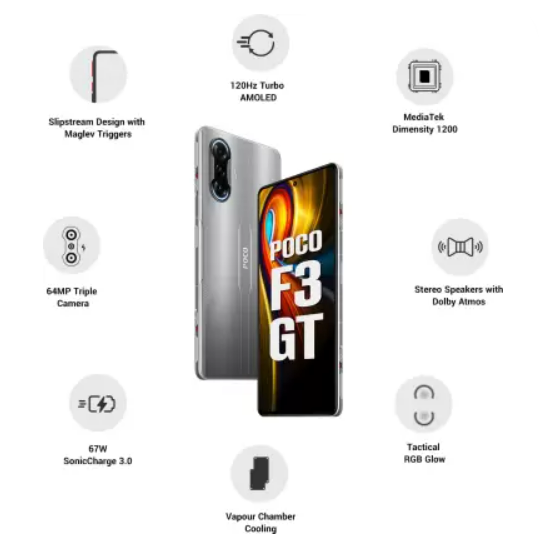 120Hz Turbo
AMOLED
Slipstream Design with
Maglev Triggers
MediaTek
Dimensity 1200
POCO
POCO
F3
GT
64MP Triple
Camera
Stereo Speakers with
Dolby Atmos
67W
SonicCharge 3.0
Tactical
RGB Glow
Vapour Chamber
Cooling